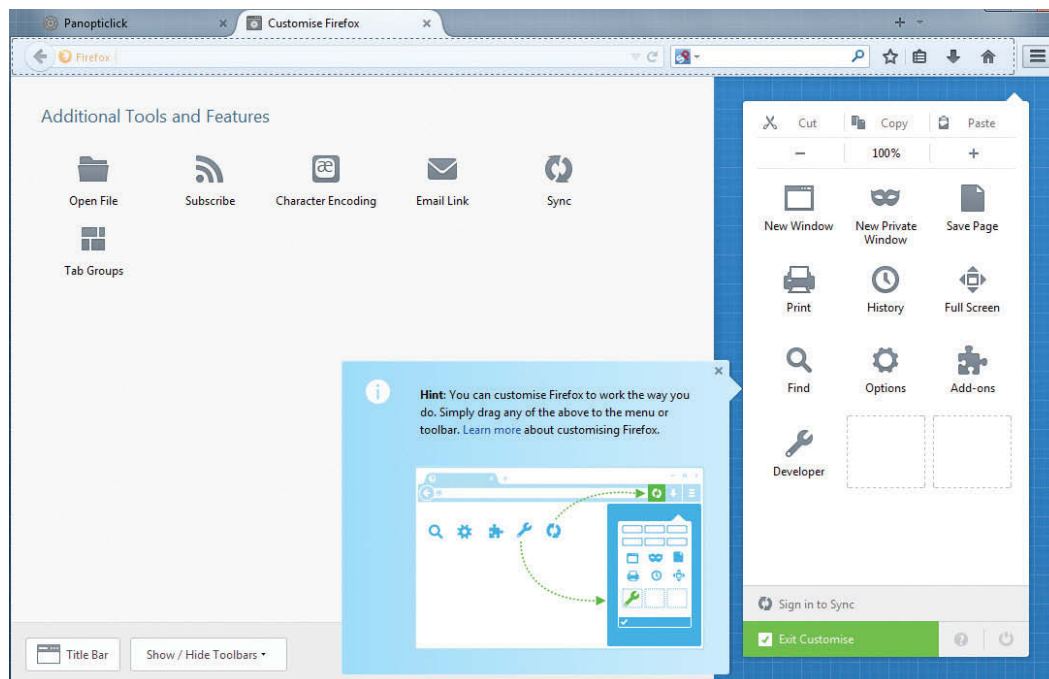 Panopticlick
Customise Firefox
Firefox
Additional Tools and Features
Open File
Subscribe
Character Encoding
Email Link
Sync
Tab Groups
Cut
Copy
Paste
100%
New Window
New Private
Window
Save Page
Print
History
Full Screen
Find
Options
Add-ons
Developer
Hint: You can customise Firefox to work the way you
do. Simply drag any of the above to the menu or
toolbar. Learn more about customising Firefox.
Sign in to Sync
Exit Customise
Title Bar
Show / Hide Toolbars